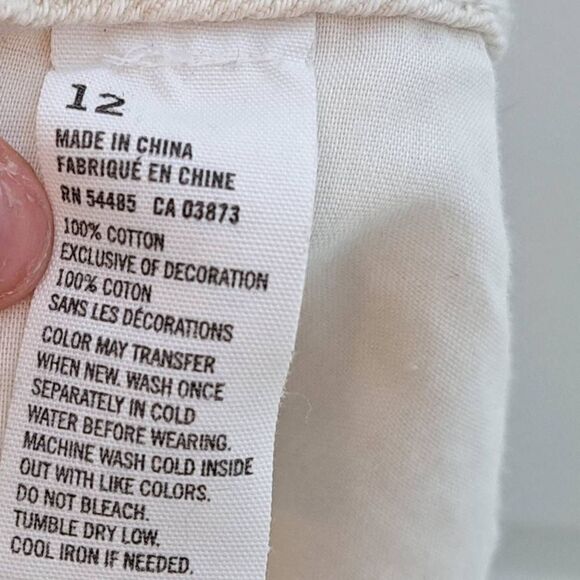 12
MADE IN CHINA
FABRIQUÉ EN CHINE
RN 54485 CA 03873
100% COTTON
EXCLUSIVE OF DECORATION
100% COTON
SANS LES DÉCORATIONS
COLOR MAY TRANSFER
WHEN NEW. WASH ONCE
SEPARATELY IN COLD
WATER BEFORE WEARING.
MACHINE WASH COLD INSIDE
OUT WITH LIKE COLORS.
DO NOT BLEACH.
TUMBLE DRY LOW.
COOL IRON IF NEEDED.